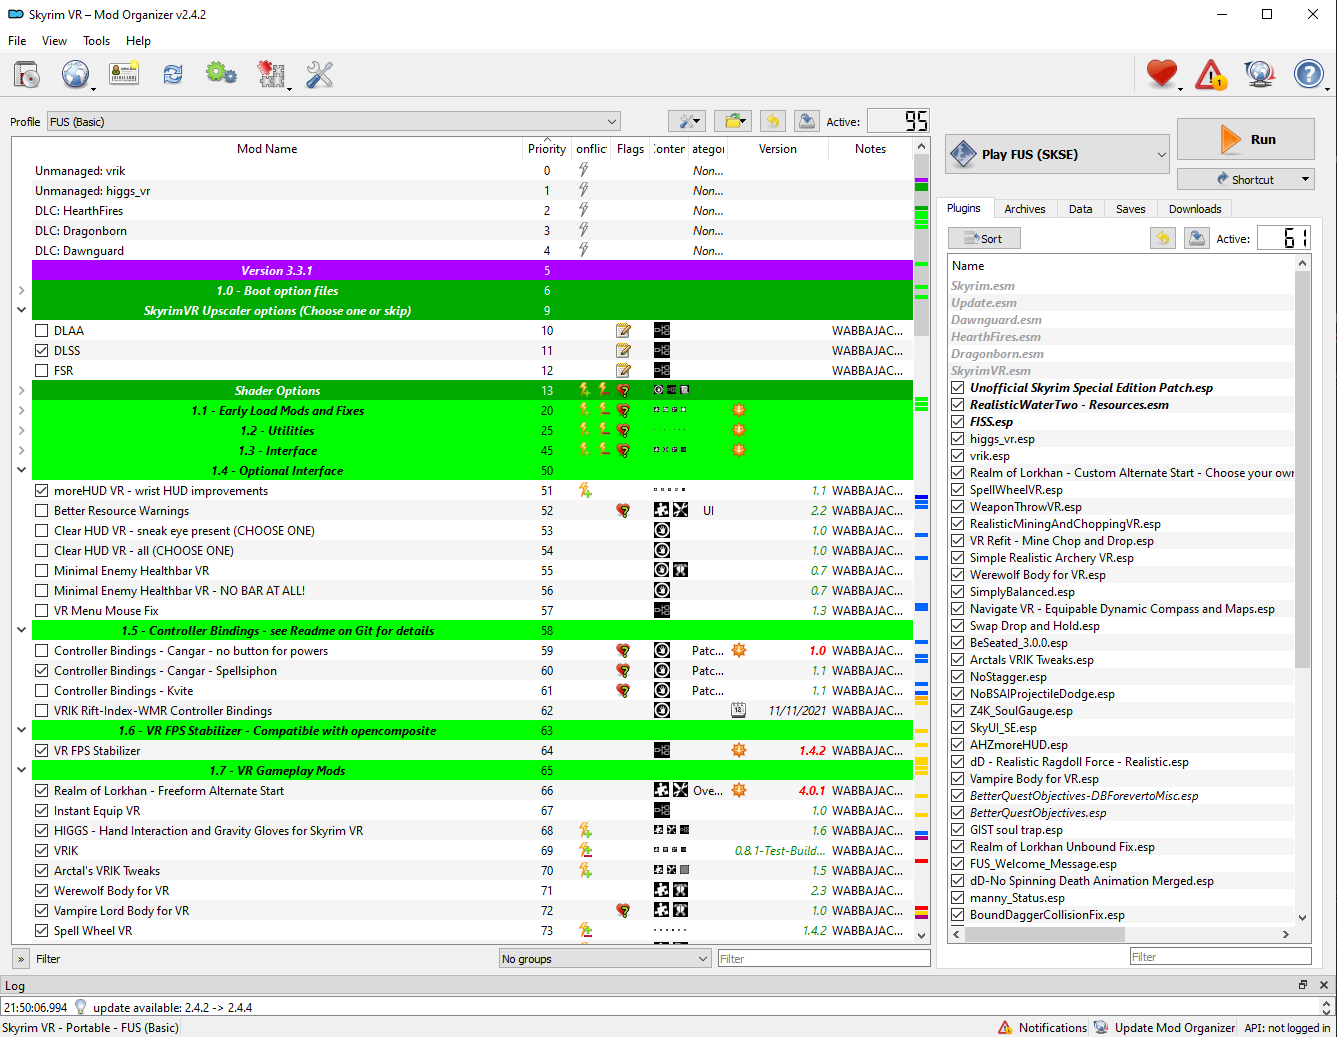 Skyrim VR – Mod Organizer v2.4.2
File View Tools Help
1
Profile FUS (Basic) Active: 95
Mod Name Priority onflic Flags Conten ategor Version Notes
Unmanaged: vrik 0 Non...
Unmanaged: higgs_vr 1 Non...
DLC: HearthFires 2 Non...
DLC: Dragonborn 3 Non...
DLC: Dawnguard 4 Non...
Version 3.3.1 5
1.0 - Boot option files 6
SkyrimVR Upscaler options (Choose one or skip) 9
DLAA 10 WABBAJAC...
DLSS 11 WABBAJAC...
FSR 12 WABBAJAC...
Shader Options 13
1.1 - Early Load Mods and Fixes 20
1.2 - Utilities 25
1.3 - Interface 45
1.4 - Optional Interface 50
moreHUD VR - wrist HUD improvements 51 1.1 WABBAJAC...
Better Resource Warnings 52 UI 2.2 WABBAJAC...
Clear HUD VR - sneak eye present (CHOOSE ONE) 53 1.0 WABBAJAC...
Clear HUD VR - all (CHOOSE ONE) 54 1.0 WABBAJAC...
Minimal Enemy Healthbar VR 55 0.7 WABBAJAC...
Minimal Enemy Healthbar VR - NO BAR AT ALL! 56 0.7 WABBAJAC...
VR Menu Mouse Fix 57 1.3 WABBAJAC...
1.5 - Controller Bindings - see Readme on Git for details 58
Controller Bindings - Cangar - no button for powers 59 Patc... 1.0 WABBAJAC...
Controller Bindings - Cangar - Spellsiphon 60 Patc... 1.1 WABBAJAC...
Controller Bindings - Kvite 61 Patc... 1.1 WABBAJAC...
VRIK Rift-Index-WMR Controller Bindings 62 12 11/11/2021 WABBAJAC...
1.6 - VR FPS Stabilizer - Compatible with opencomposite 63
VR FPS Stabilizer 64 1.4.2 WABBAJAC...
1.7 - VR Gameplay Mods 65
Realm of Lorkhan - Freeform Alternate Start 66 Ove... 4.0.1 WABBAJAC...
Instant Equip VR 67 1.0 WABBAJAC...
HIGGS - Hand Interaction and Gravity Gloves for Skyrim VR 68 1.6 WABBAJAC...
VRIK 69 0.8.1-Test-Build... WABBAJAC...
Arctal's VRIK Tweaks 70 1.5 WABBAJAC...
Werewolf Body for VR 71 2.3 WABBAJAC...
Vampire Lord Body for VR 72 1.0 WABBAJAC...
Spell Wheel VR 73 1.4.2 WABBAJAC...
» Filter No groups Filter
Play FUS (SKSE) Run
Shortcut
Plugins Archives Data Saves Downloads
Sort Active: 61
Name
Skyrim.esm
Update.esm
Dawnguard.esm
HearthFires.esm
Dragonborn.esm
SkyrimVR.esm
Unofficial Skyrim Special Edition Patch.esp
RealisticWaterTwo - Resources.esm
FISS.esp
higgs_vr.esp
vrik.esp
Realm of Lorkhan - Custom Alternate Start - Choose your own
SpellWheelVR.esp
WeaponThrowVR.esp
RealisticMiningAndChoppingVR.esp
VR Refit - Mine Chop and Drop.esp
Simple Realistic Archery VR.esp
Werewolf Body for VR.esp
SimplyBalanced.esp
Navigate VR - Equipable Dynamic Compass and Maps.esp
Swap Drop and Hold.esp
BeSeated_3.0.0.esp
Arctals VRIK Tweaks.esp
NoStagger.esp
NoBSAIProjectileDodge.esp
Z4K_SoulGauge.esp
SkyUI_SE.esp
AHZmoreHUD.esp
dD - Realistic Ragdoll Force - Realistic.esp
Vampire Body for VR.esp
BetterQuestObjectives-DBForevertoMisc.esp
BetterQuestObjectives.esp
GIST soul trap.esp
Realm of Lorkhan Unbound Fix.esp
FUS_Welcome_Message.esp
dD-No Spinning Death Animation Merged.esp
manny_Status.esp
BoundDaggerCollisionFix.esp
Filter
Log
21:50:06.994 update available: 2.4.2 -> 2.4.4
Skyrim VR - Portable - FUS (Basic) Notifications Update Mod Organizer API: not logged in